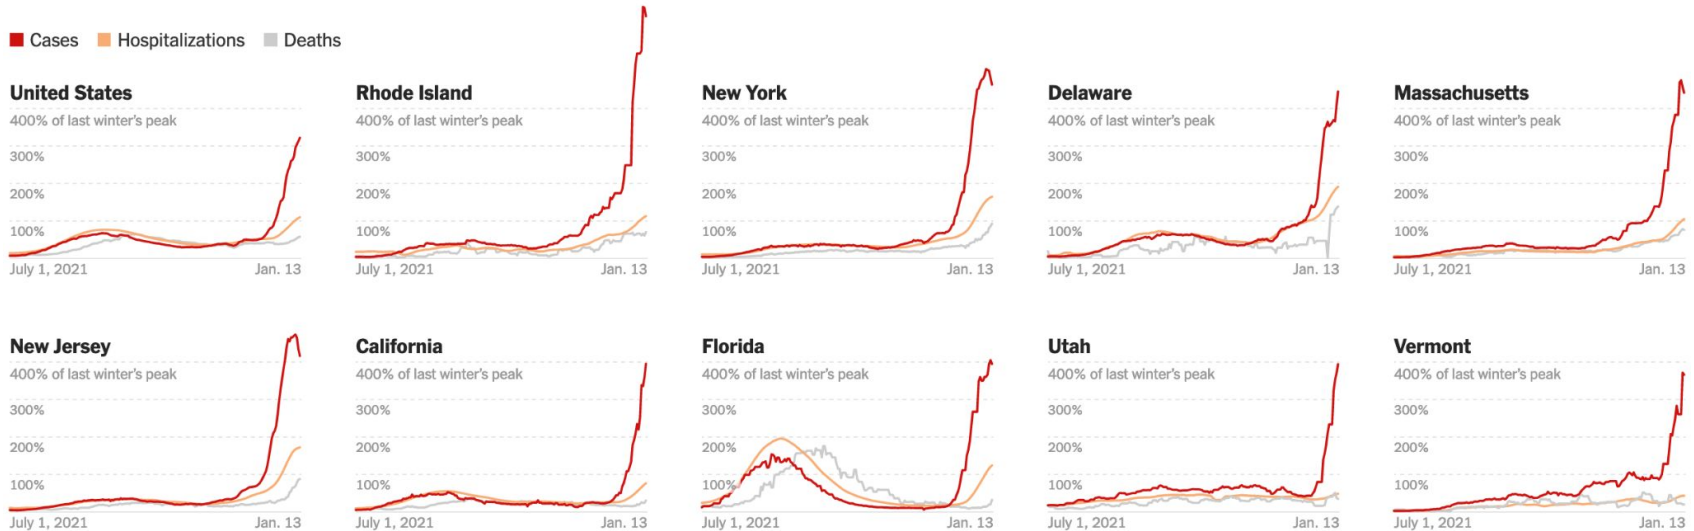 Cases Hospitalizations Deaths
United States
400% of last winter's peak
300%
200%
100%
July 1, 2021 Jan. 13
Rhode Island
400% of last winter's peak
300%
200%
100%
July 1, 2021 Jan. 13
New York
400% of last winter's peak
300%
200%
100%
July 1, 2021 Jan. 13
Delaware
400% of last winter's peak
300%
200%
100%
July 1, 2021 Jan. 13
Massachusetts
400% of last winter's peak
300%
200%
100%
July 1, 2021 Jan. 13
New Jersey
400% of last winter's peak
300%
200%
100%
July 1, 2021 Jan. 13
California
400% of last winter's peak
300%
200%
100%
July 1, 2021 Jan. 13
Florida
400% of last winter's peak
300%
200%
100%
July 1, 2021 Jan. 13
Utah
400% of last winter's peak
300%
200%
100%
July 1, 2021 Jan. 13
Vermont
400% of last winter's peak
300%
200%
100%
July 1, 2021 Jan. 13